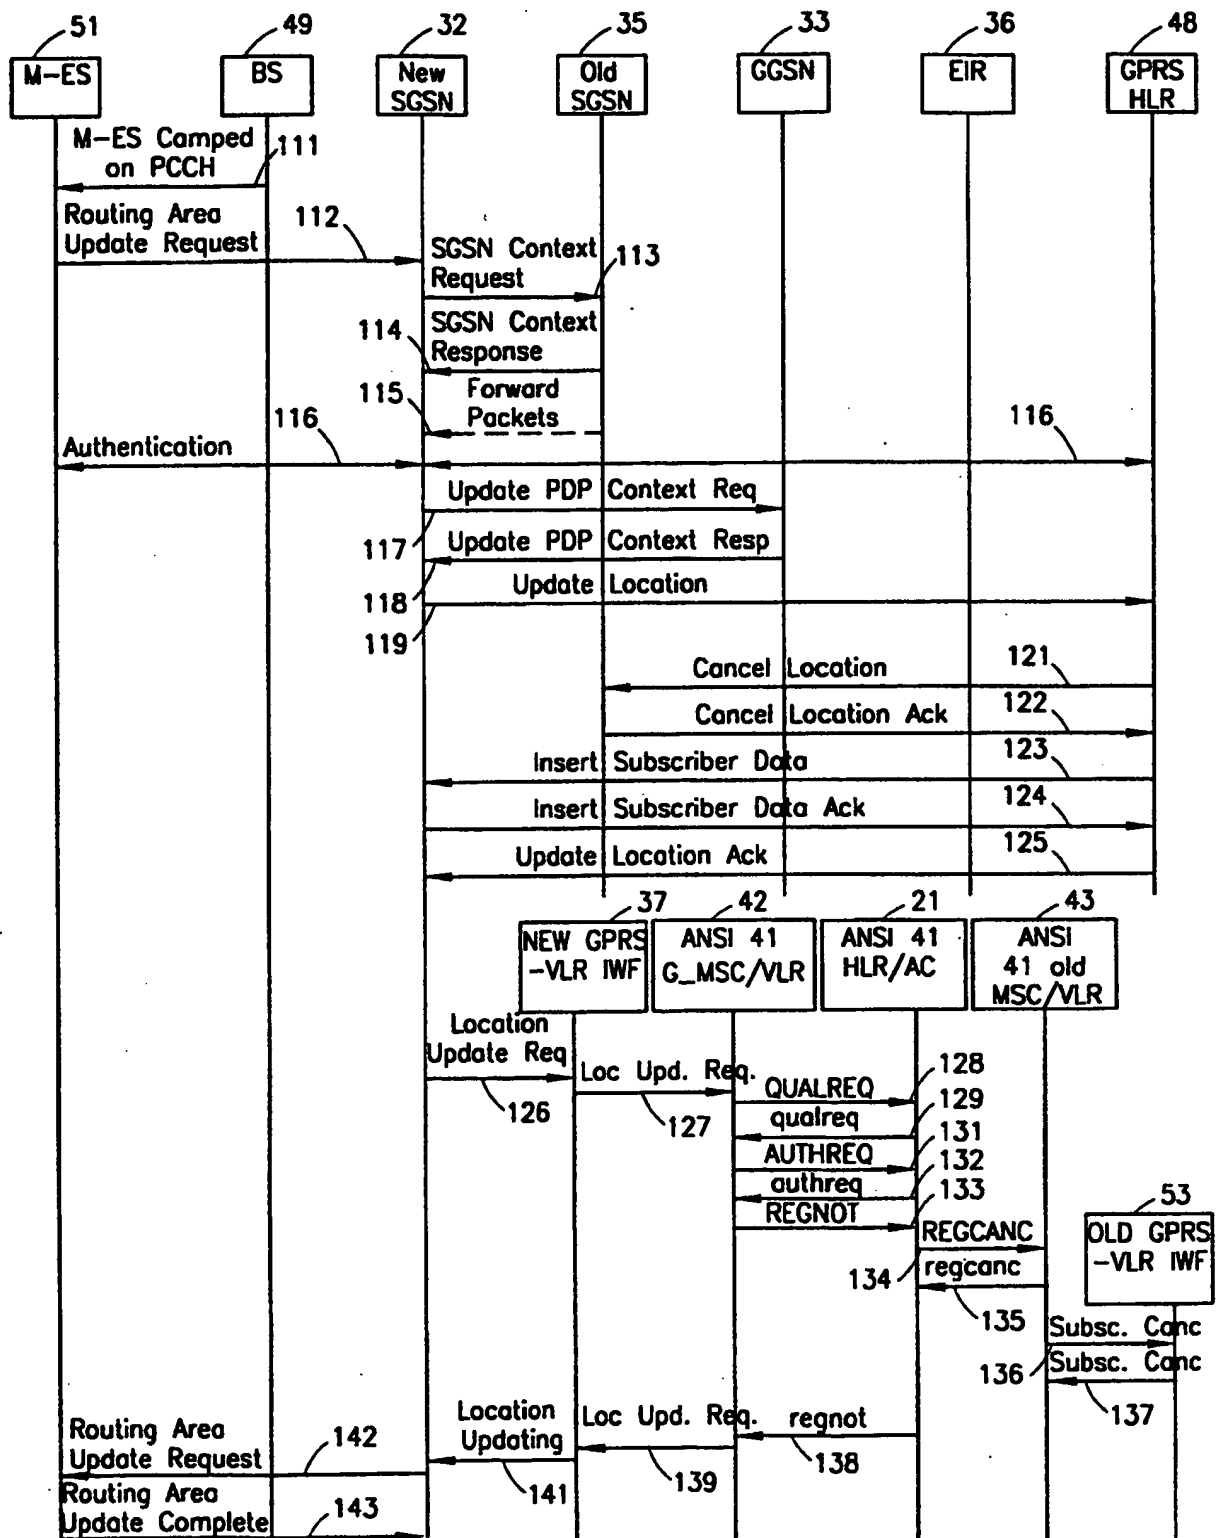 51
49
32
35
33
36
48
M-ES
BS
New
SGSN
Old
SGSN
GGSN
EIR
GPRS
HLR
M-ES Camped
on PCCH
111
Routing Area
Update Request
112
SGSN Context
Request
113
SGSN Context
Response
114
Forward
Packets
115
Authentication
116
116
Update PDP Context Req
117
Update PDP Context Resp
118
Update Location
119
Cancel Location
121
Cancel Location Ack
122
Insert Subscriber Data
123
Insert Subscriber Data Ack
124
Update Location Ack
125
37
42
21
43
NEW GPRS
-VLR IWF
ANSI 41
G_MSC/VLR
ANSI 41
HLR/AC
ANSI
41 old
MSC/VLR
Location
Update Req
126
Loc Upd. Req.
127
QUALREQ
128
qualreq
129
AUTHREQ
131
authreq
132
REGNOT
133
53
OLD GPRS
-VLR IWF
REGCANC
134
regcanc
135
Subsc. Canc
136
Subsc. Canc
137
regnot
138
Loc Upd. Req.
139
Location
Updating
141
Routing Area
Update Request
142
Routing Area
Update Complete
143